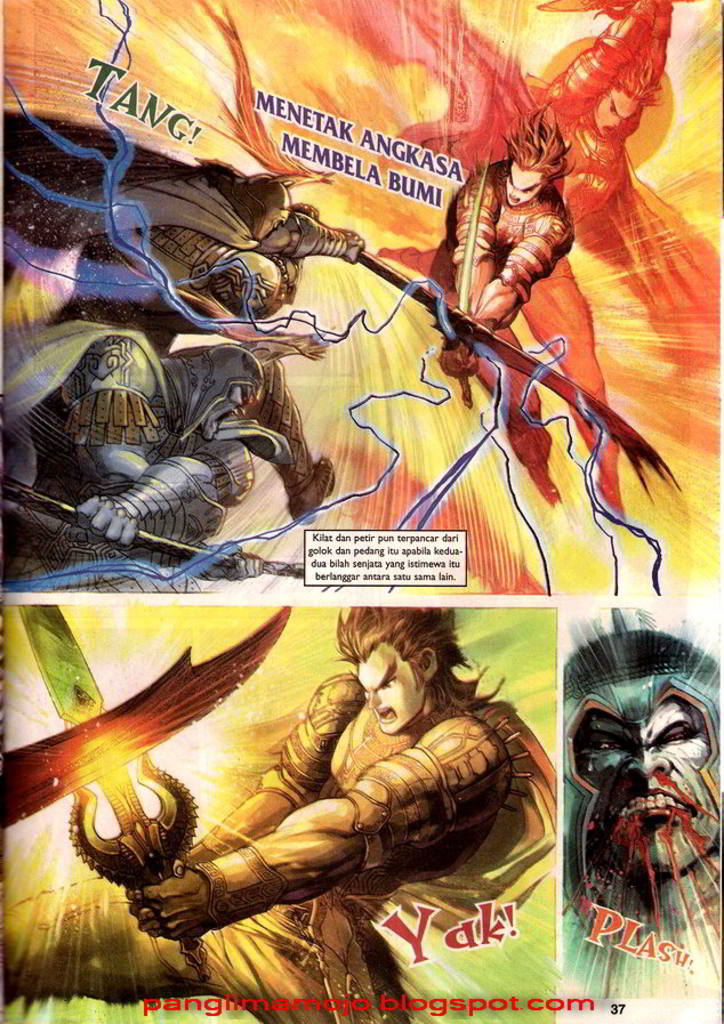 TANG!
MENETAK ANGKASA
MEMBELA BUMI
Kilat dan petir pun terpancar dari
golok dan pedang itu apabila kedua-
dua bilah senjata yang istimewa itu
berlanggar antara satu sama lain.
Yak!
PLASH!
panglimamojo.blogspot.com
37